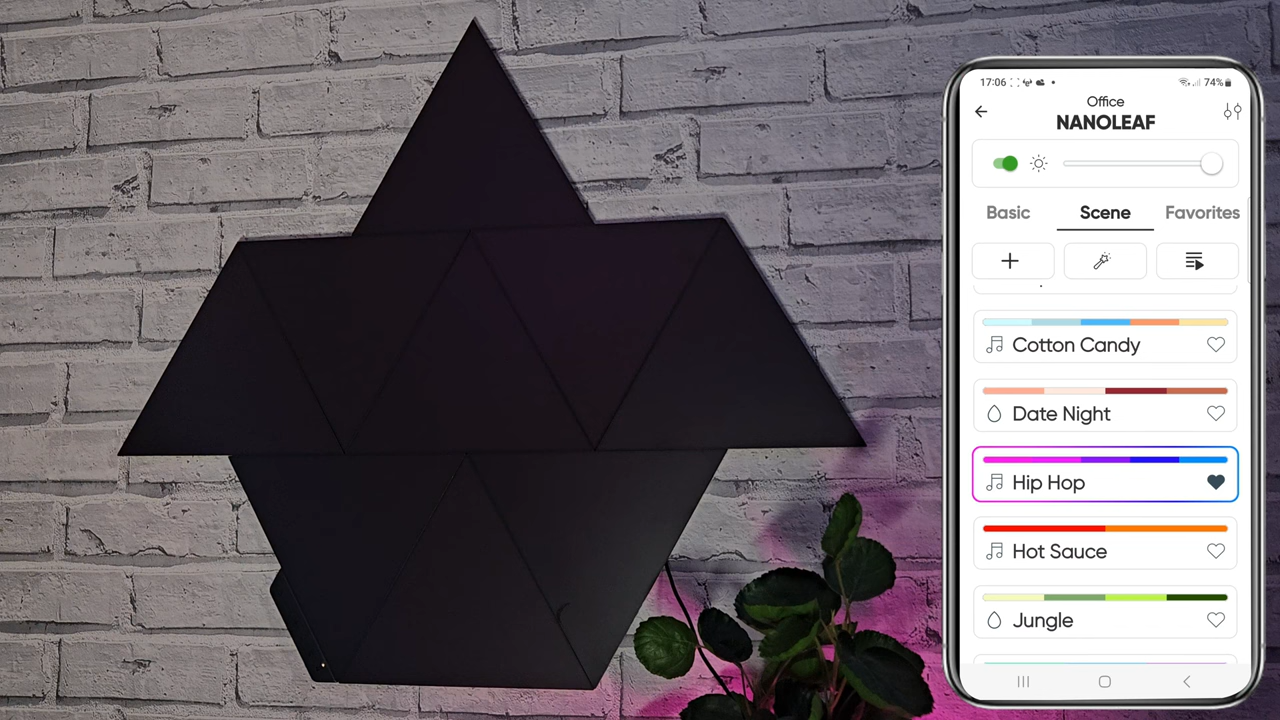 17:06
74%
Office
NANOLEAF
Basic
Scene
Favorites
Cotton Candy
Date Night
Hip Hop
Hot Sauce
Jungle